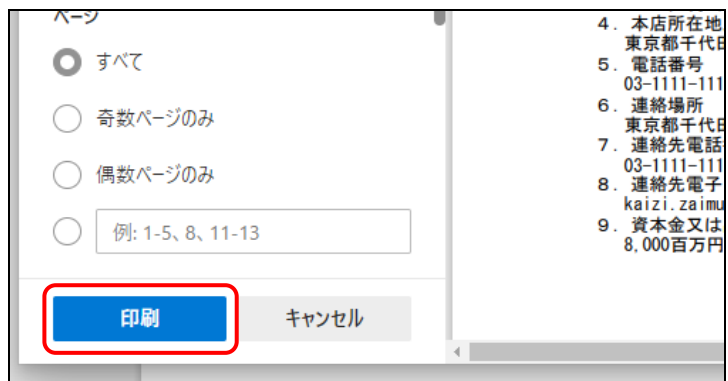 ページ
すべて
奇数ページのみ
偶数ページのみ
例: 1-5、8、11-13
印刷
キャンセル
4. 本店所在地
東京都千代
5. 電話番号
03-1111-111
6. 連絡場所
東京都千代
7. 連絡先電話
03-1111-111
8. 連絡先電子
kaizi.zaimu
9. 資本金又は
8,000百万円